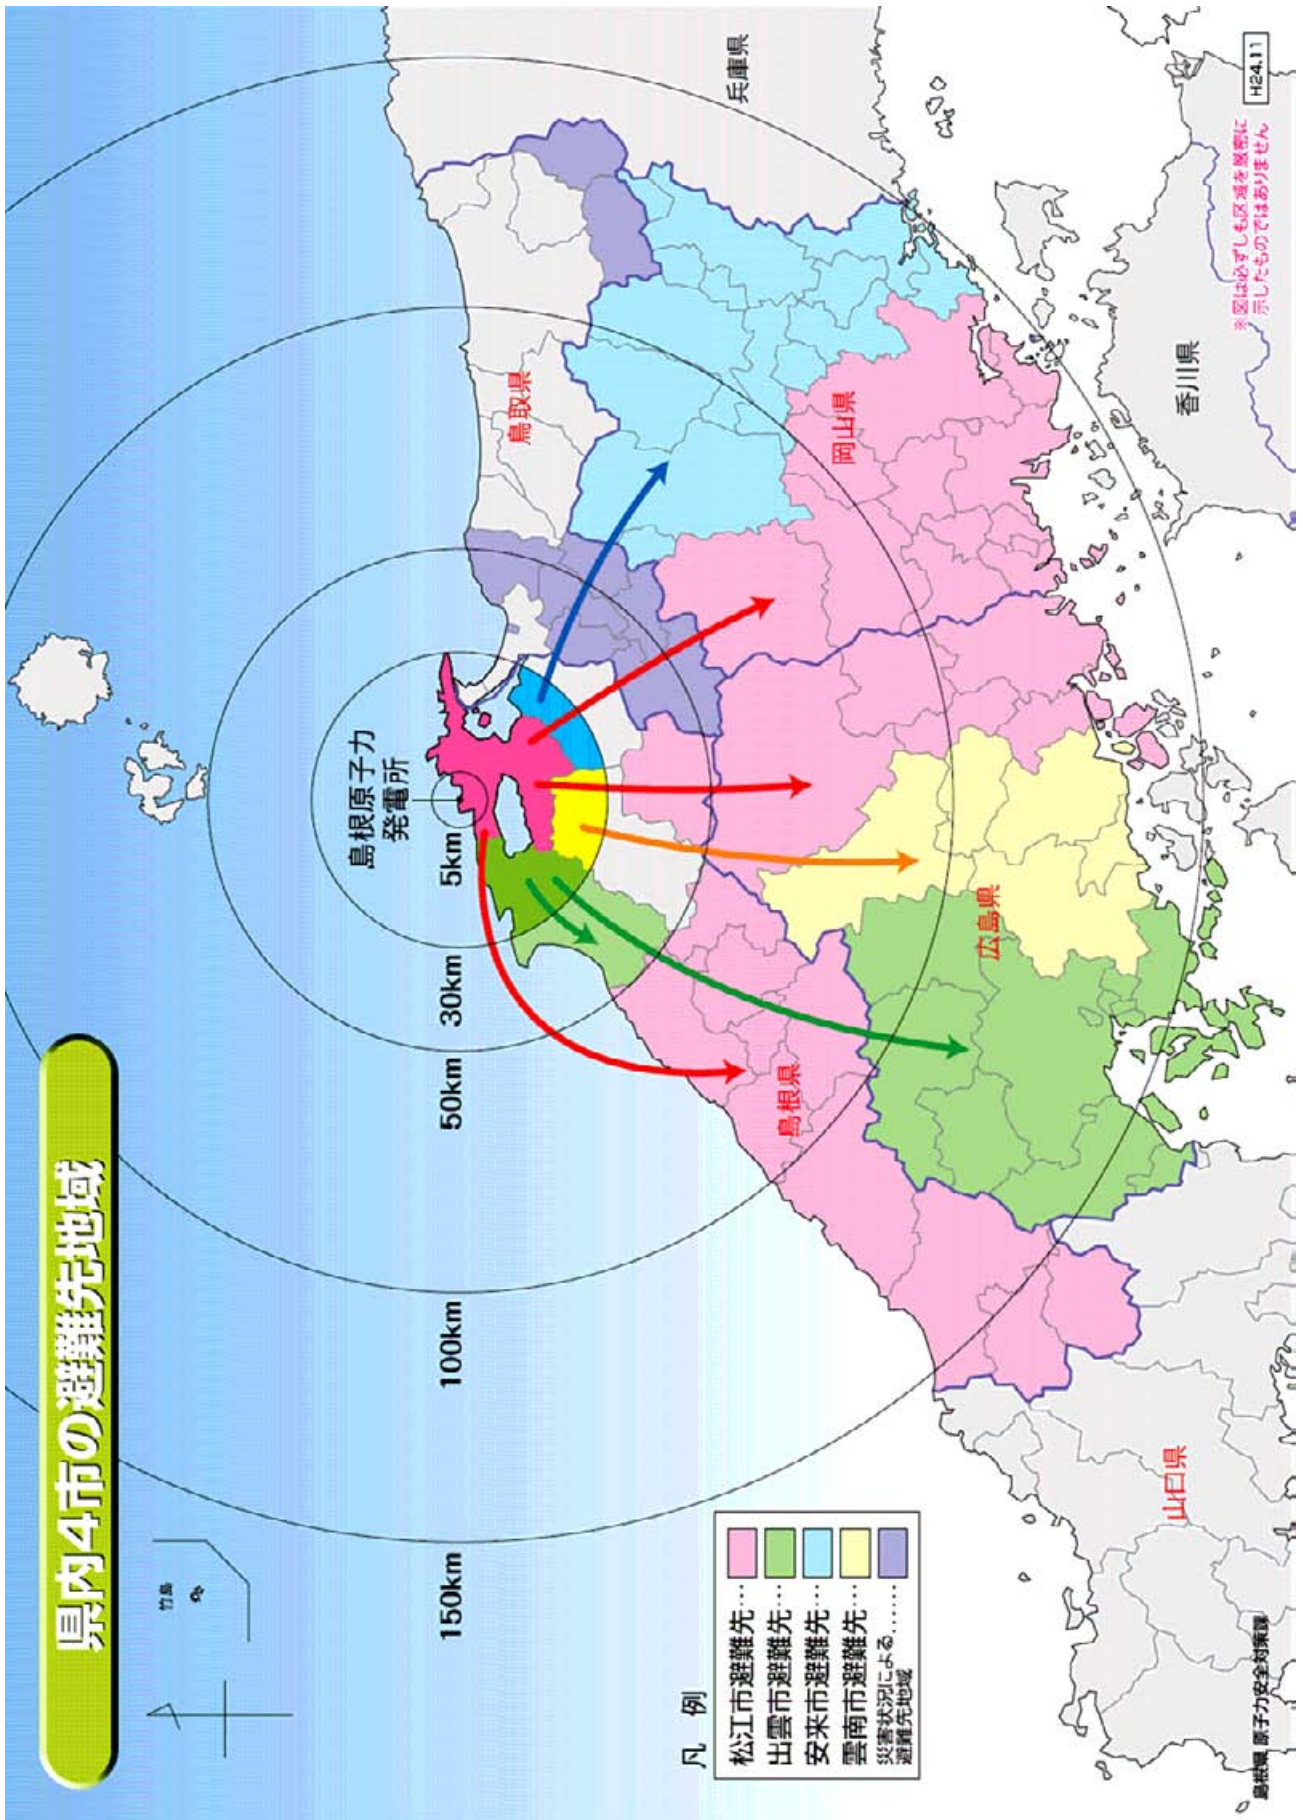 県内4市の避難先地域
竹島
島根原子力
発電所
5km
30km
50km
100km
150km
兵庫県
鳥取県
岡山県
広島県
島根県
香川県
山口県
凡 例
松江市避難先…
出雲市避難先…
安来市避難先…
雲南市避難先…
災害状況による……
避難先地域
H24.11
※図は必ずしも区域を厳密に
示したものではありません
島根県 原子力安全対策課